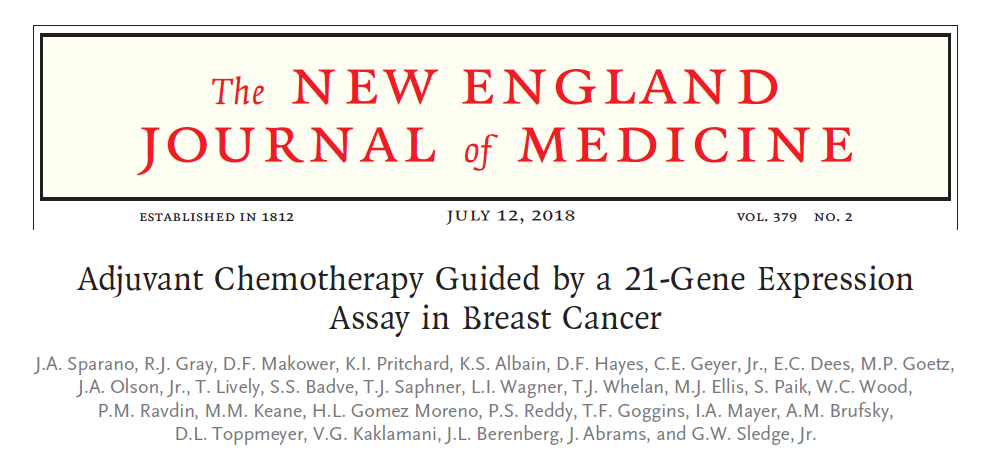 The NEW ENGLAND
JOURNAL of MEDICINE
ESTABLISHED IN 1812 JULY 12, 2018 VOL. 379 NO. 2
Adjuvant Chemotherapy Guided by a 21-Gene Expression
Assay in Breast Cancer
J.A. Sparano, R.J. Gray, D.F. Makower, K.I. Pritchard, K.S. Albain, D.F. Hayes, C.E. Geyer, Jr., E.C. Dees, M.P. Goetz,
J.A. Olson, Jr., T. Lively, S.S. Badve, T.J. Saphner, L.I. Wagner, T.J. Whelan, M.J. Ellis, S. Paik, W.C. Wood,
P.M. Ravdin, M.M. Keane, H.L. Gomez Moreno, P.S. Reddy, T.F. Goggins, I.A. Mayer, A.M. Brufsky,
D.L. Toppmeyer, V.G. Kaklamani, J.L. Berenberg, J. Abrams, and G.W. Sledge, Jr.